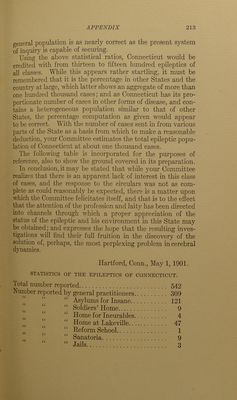 APPENDIX 213
general population is as nearly correct as the present system
of inquiry is capable of securing.
Using the above statistical ratios, Connecticut would be
credited with from thirteen to fifteen hundred epileptics of
all classes. While this appears rather startling, it must be
remembered that it is the percentage in other States and the
country at large, which latter shows an aggregate of more than
one hundred thousand cases; and as Connecticut has its pro-
portionate number of cases in other forms of disease, and con-
tains a heterogeneous population similar to that of other
States, the percentage computation as given would appear
to be correct. With the number of cases sent in from various
parts of the State as a basis from which to make a reasonable
deduction, your Committee estimates the total epileptic popu-
lation of Connecticut at about one thousand cases.
The following table is incorporated for the purposes of
reference, also to show the ground covered in its preparation.
In conclusion, it may be stated that while your Committee
realizes that there is an apparent lack of interest in this class
of cases, and the response to the circulars was not as com-
plete as could reasonably be expected, there is a matter upon
which the Committee felicitates itself, and that is to the effect
that the attention of the profession and laity has been directed
into channels through which a proper appreciation of the
status of the epileptic and his environment in this State may
be obtained; and expresses the hope that the resulting inves-
tigations will find their full fruition in the discovery of the
solution of, perhaps, the most perplexing problem in cerebral
dynamics.
Hartford, Conn., May 1, 1901.
STATISTICS OF THE EPILEPTICS OF CONNECTICUT.
Total number reported.......................... 542
Number reported by general practitioners.......... 309
" " " Asylums for Insane............ 121
" " " Soldiers' Home................ 9
" " " Home for Incurables........... 4
" " " Home at Lakeville............. 47
" " " Reform School................. 1
" " " Sanatoria..................... 9
" " " Jails......................... 3